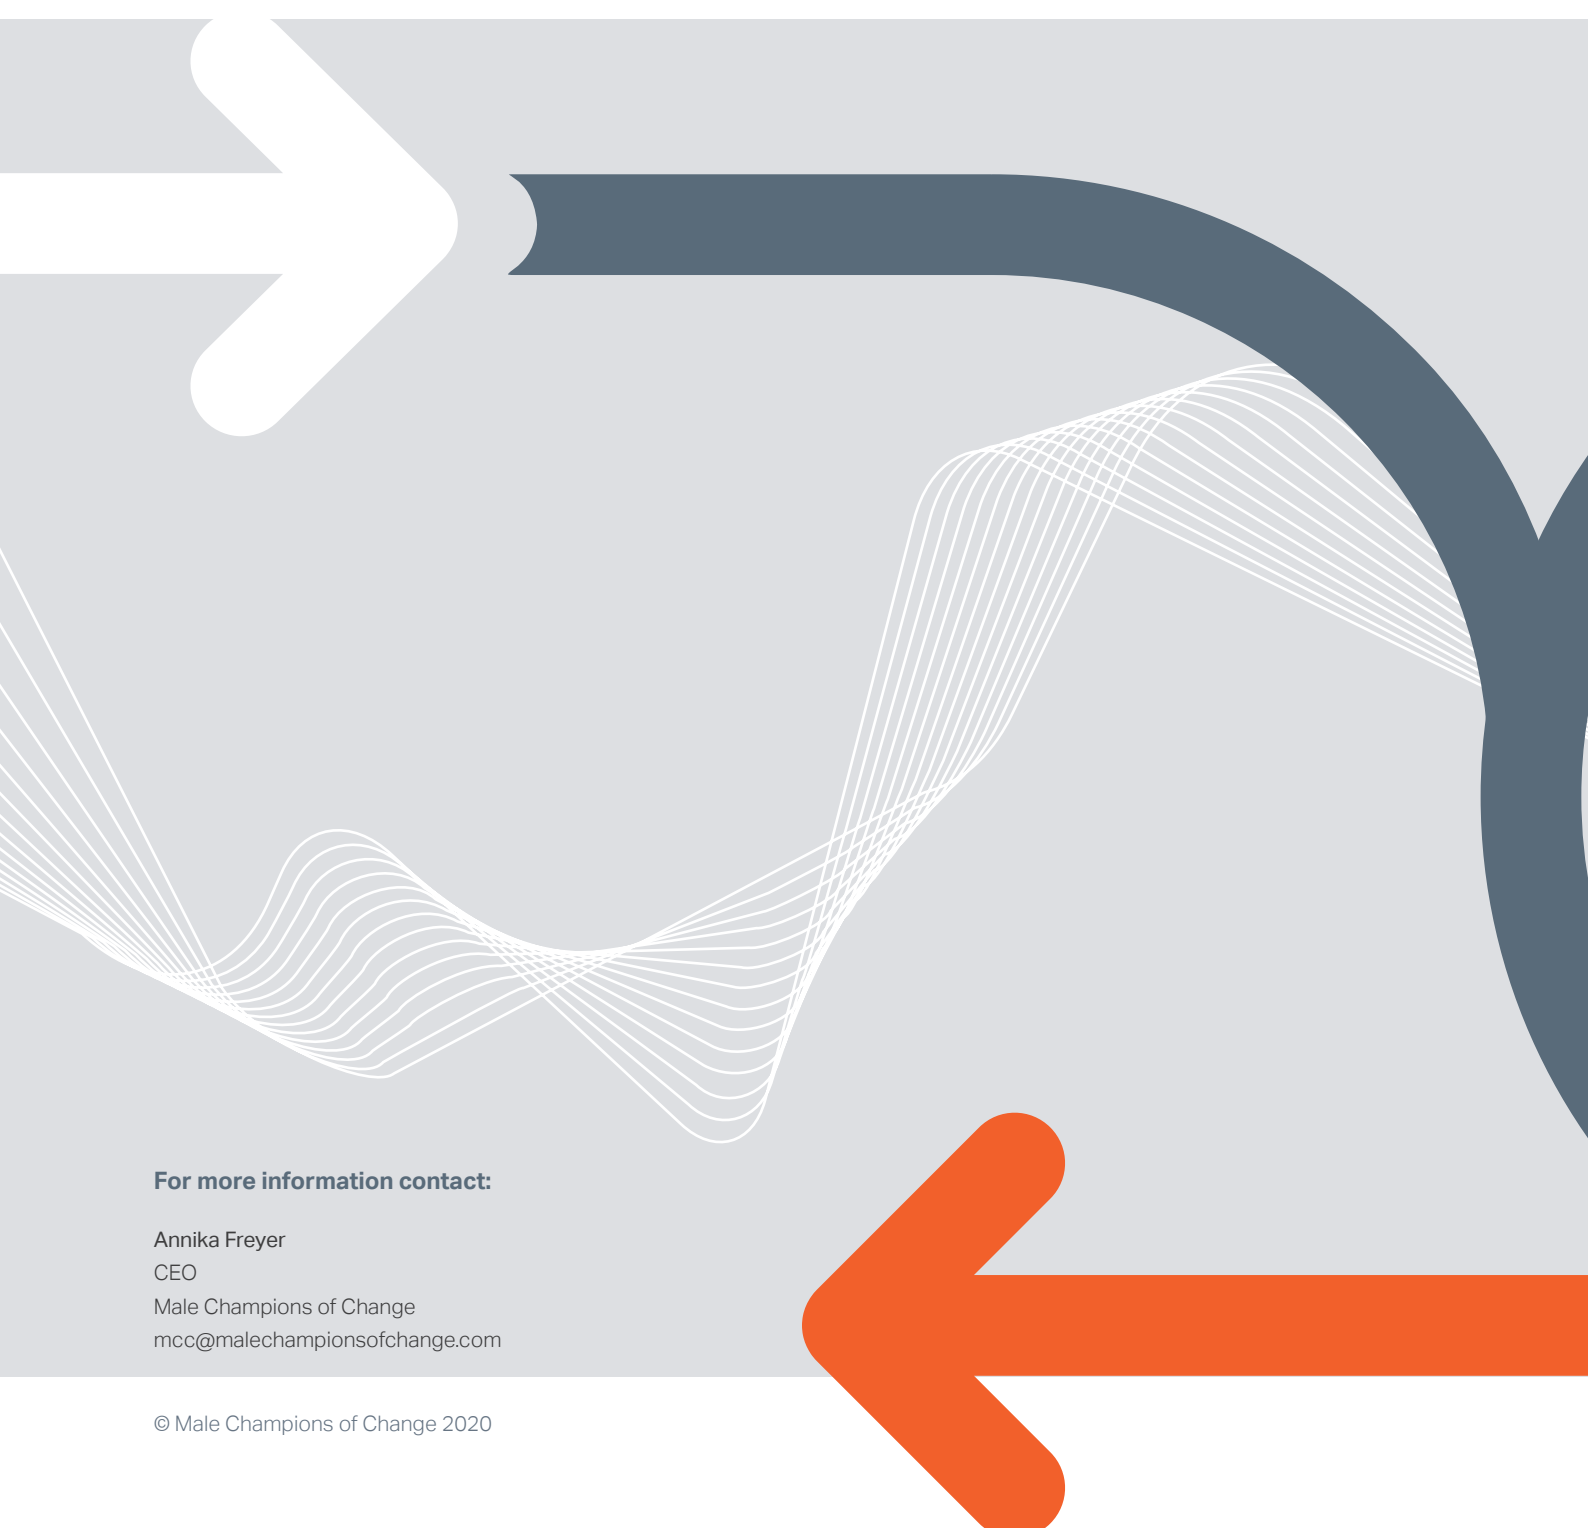 For more information contact:
Annika Freyer
CEO
Male Champions of Change
mcc@malechampionsofchange.com
© Male Champions of Change 2020